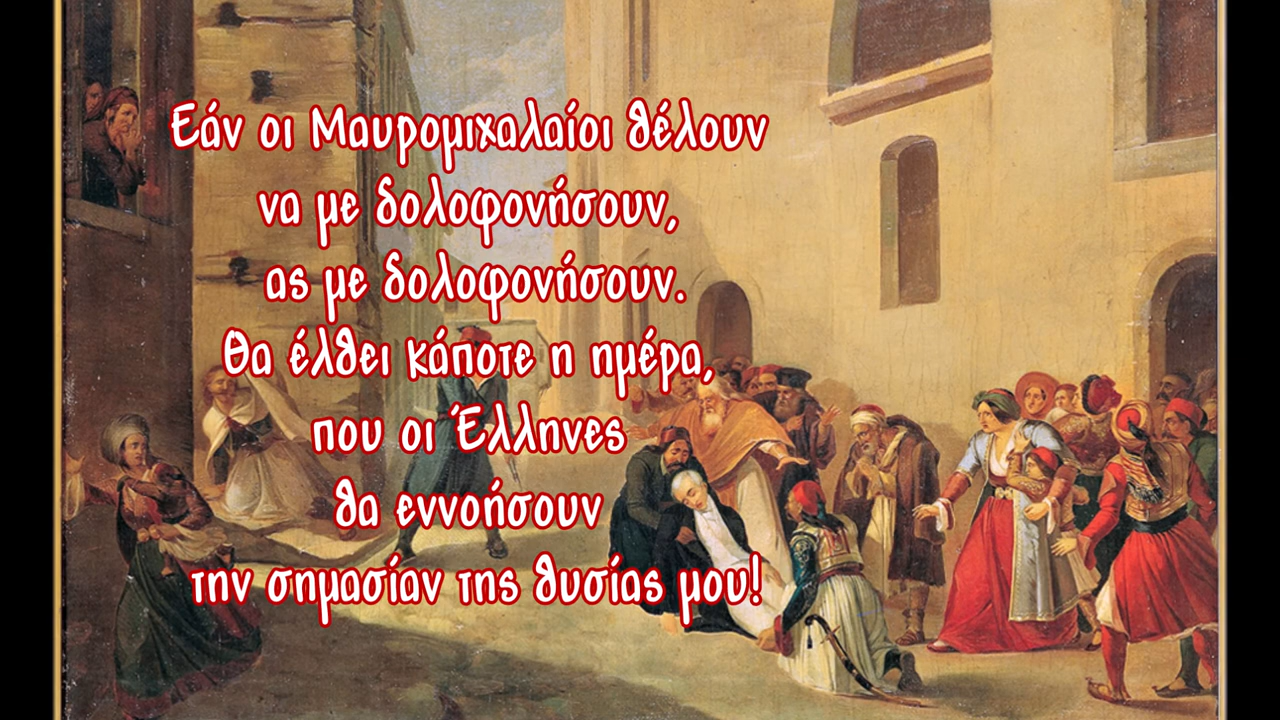 Εάν οι Μαυρομιχαλαίοι θέλουν
να με δολοφονήσουν,
ας με δολοφονήσουν.
Θα έλθει κάποτε η ημέρα,
που οι Έλληνες
θα εννοήσουν
την σημασίαν της θυσίας μου!